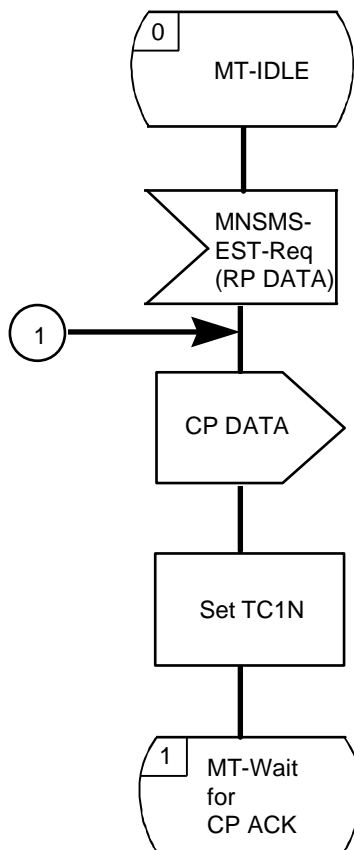 0
MT-IDLE
MNSMS-
EST-Req
(RP DATA)
1
CP DATA
Set TC1N
1
MT-Wait
for
CP ACK